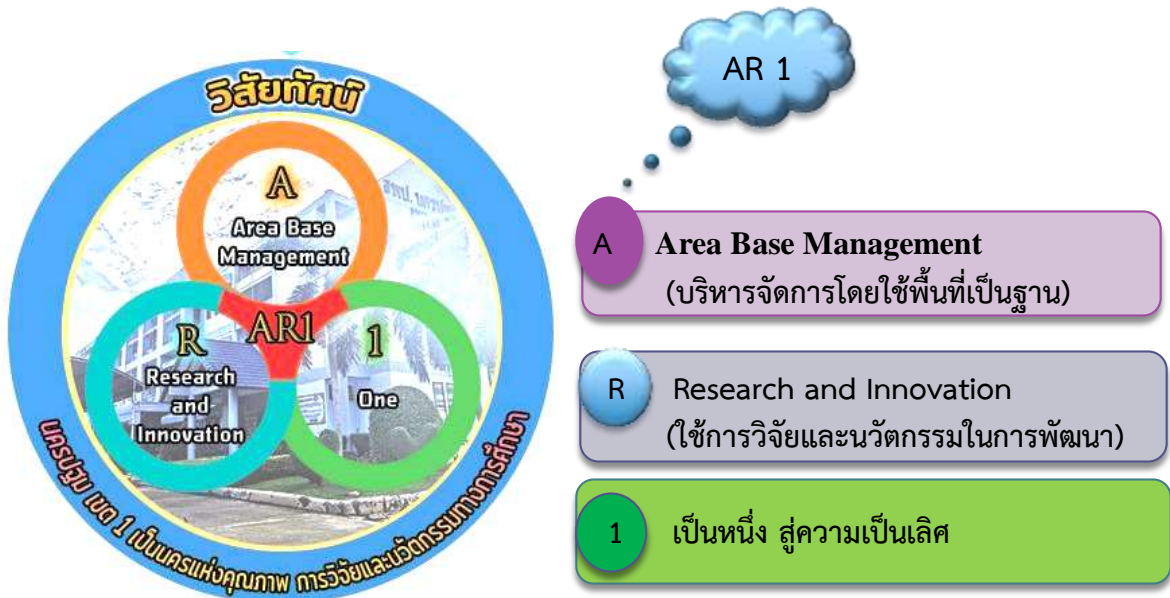 วิสัยทัศน์
A
Area Base
Management
AR1
R
Research
and
Innovation
1
One
นครปฐม เขต 1 เป็นนครแห่งคุณภาพ การวิจัยและนวัตกรรมทางการศึกษา
AR 1
A
Area Base Management
(บริหารจัดการโดยใช้พื้นที่เป็นฐาน)
R
Research and Innovation
(ใช้การวิจัยและนวัตกรรมในการพัฒนา)
1
เป็นหนึ่ง สู่ความเป็นเลิศ